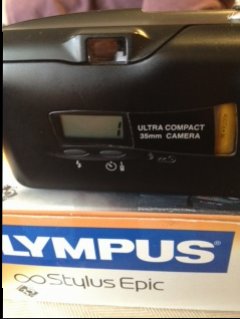 ULTRA COMPACT
35mm CAMERA
LYMPUS®
∞Stylus Epic